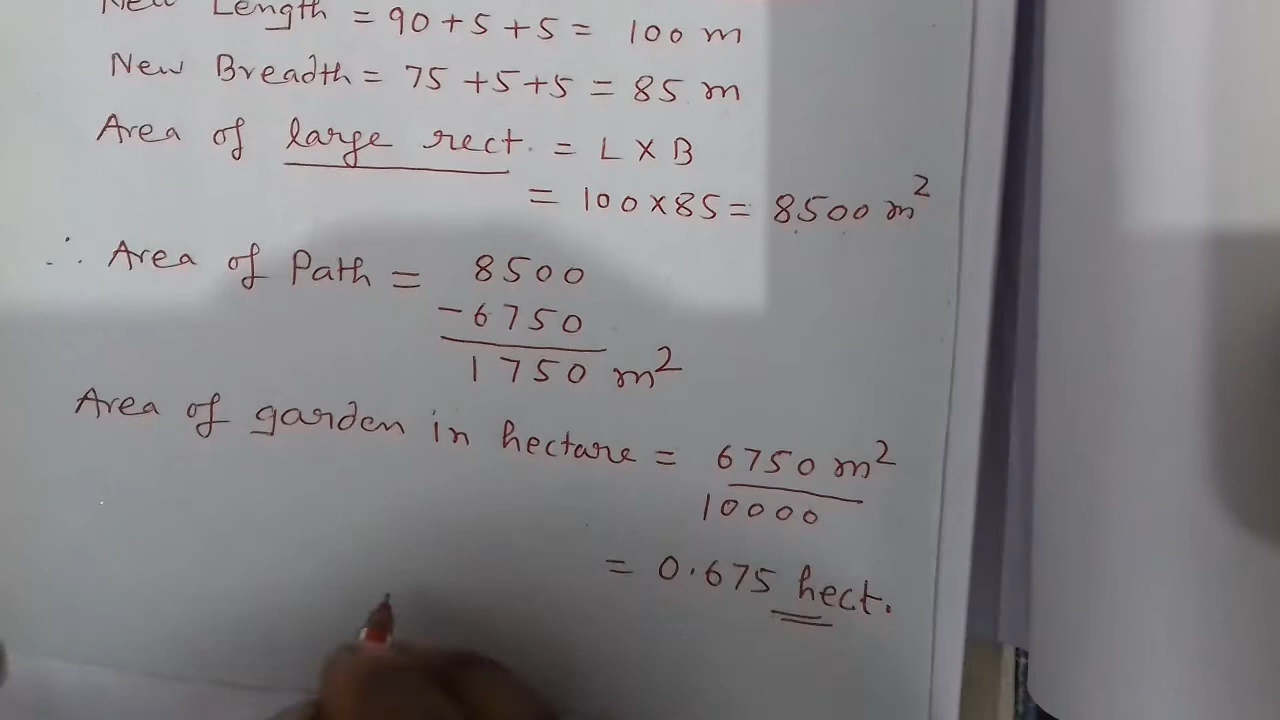 New Length = 90 + 5 + 5 = 100 m
New Breadth = 75 + 5 + 5 = 85 m
Area of large rect. = L × B
= 100 × 85 = 8500 m²
∴ Area of Path = 8500
- 6750
1750 m²
Area of garden in hectare = 6750 m²
10000
= 0.675 hect.